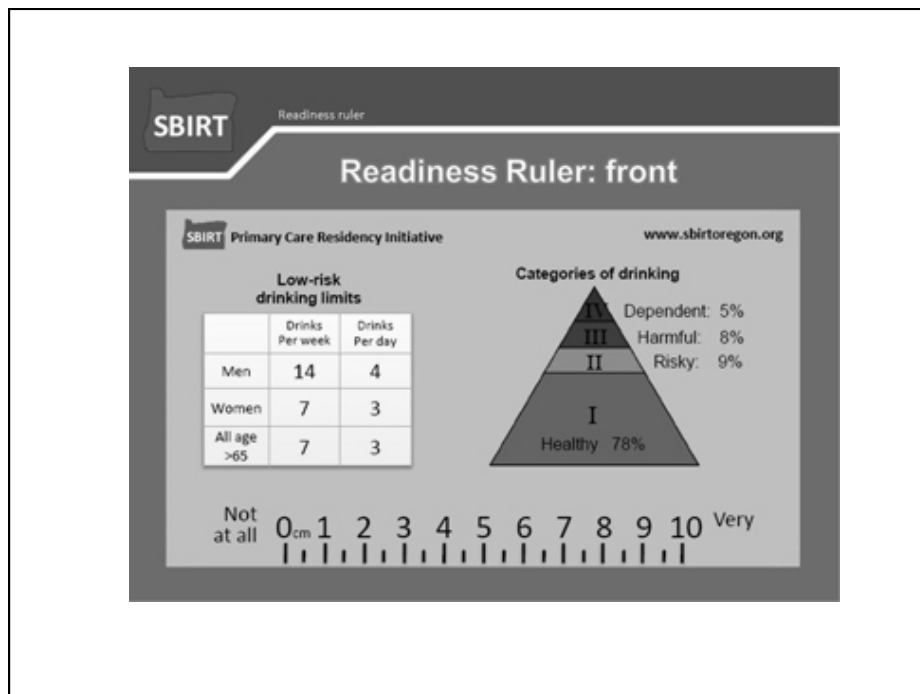 SBIRT
Readiness ruler
Readiness Ruler: front
SBIRT Primary Care Residency Initiative
www.sbirtoregon.org
Low-risk
drinking limits
Drinks Per week Drinks Per day
Men 14 4
Women 7 3
All age >65 7 3
Categories of drinking
IV Dependent: 5%
III Harmful: 8%
II Risky: 9%
I
Healthy 78%
Not at all 0cm 1 2 3 4 5 6 7 8 9 10 Very